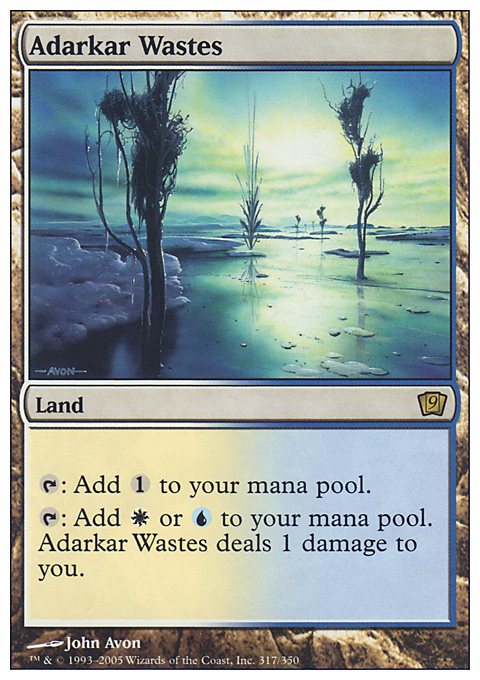 Adarkar Wastes
—AVON—
Land
9
: Add 1 to your mana pool.
: Add or to your mana pool.
Adarkar Wastes deals 1 damage to
you.
John Avon
™ & © 1993–2005 Wizards of the Coast, Inc. 317/350